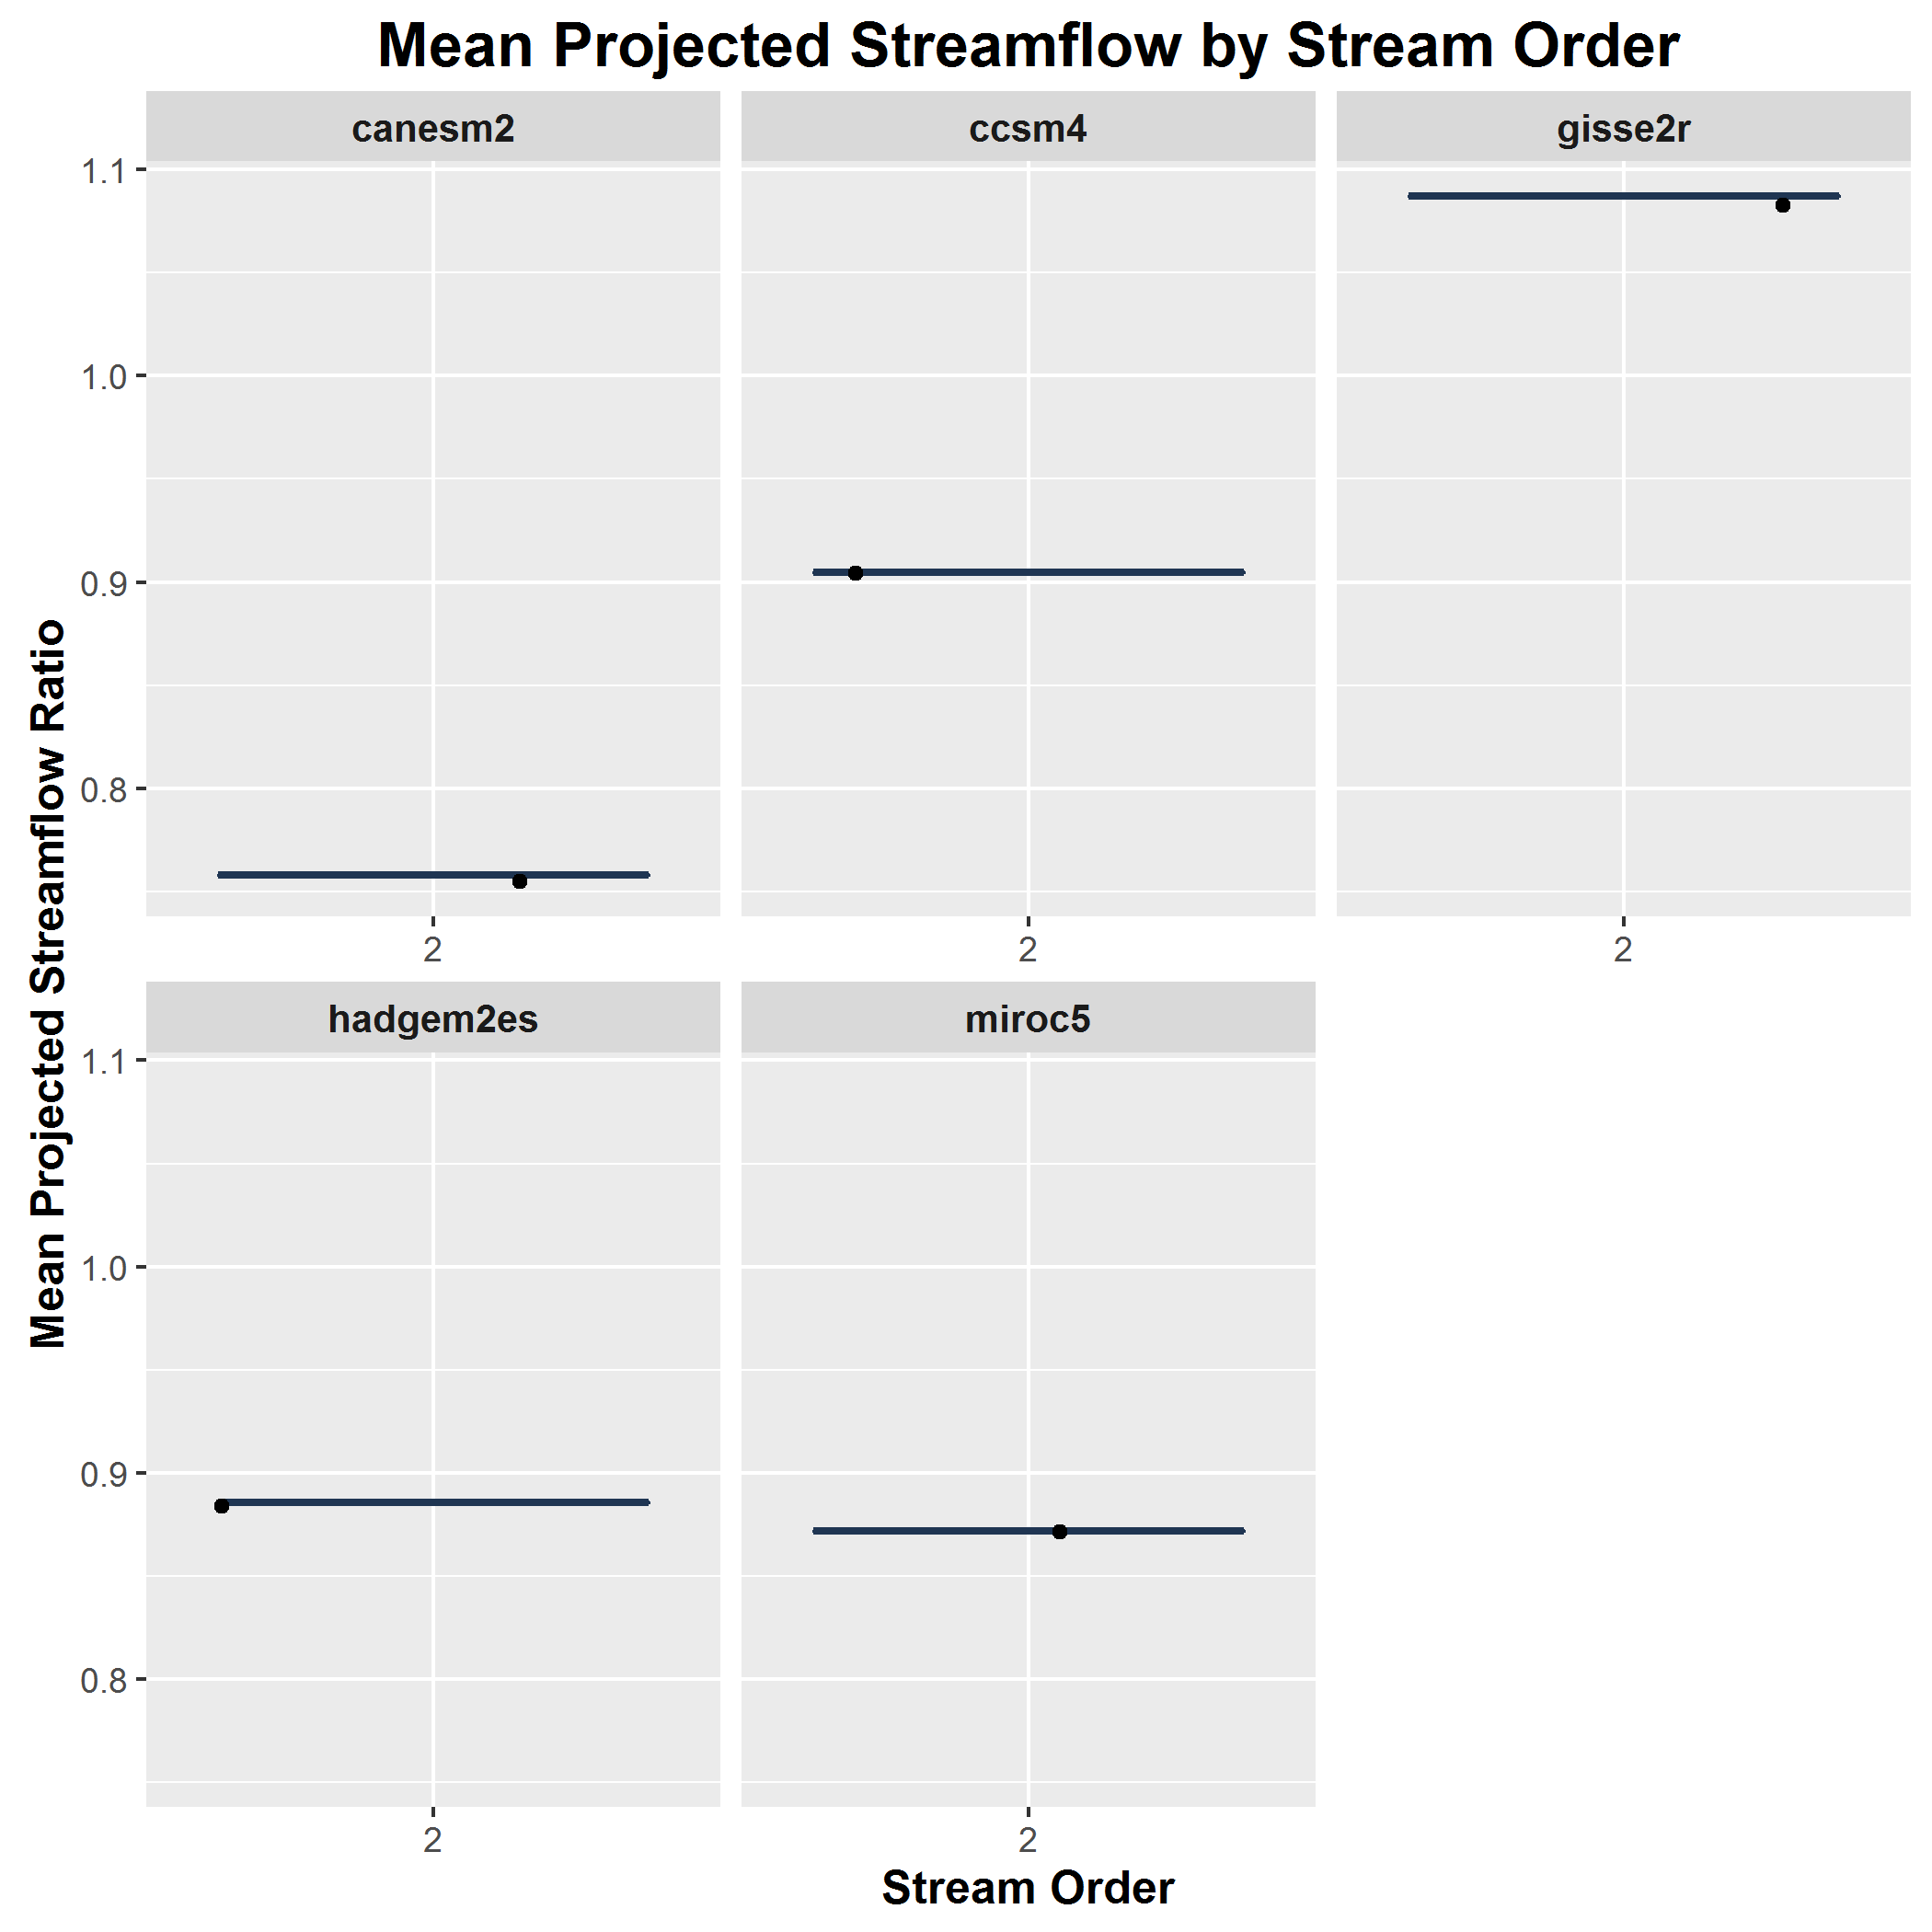 Mean Projected Streamflow by Stream Order
canesm2
ccsm4
gisse2r
1.1
1.0
0.9
0.8
2
2
2
Mean Projected Streamflow Ratio
hadgem2es
miroc5
1.1
1.0
0.9
0.8
2
2
Stream Order